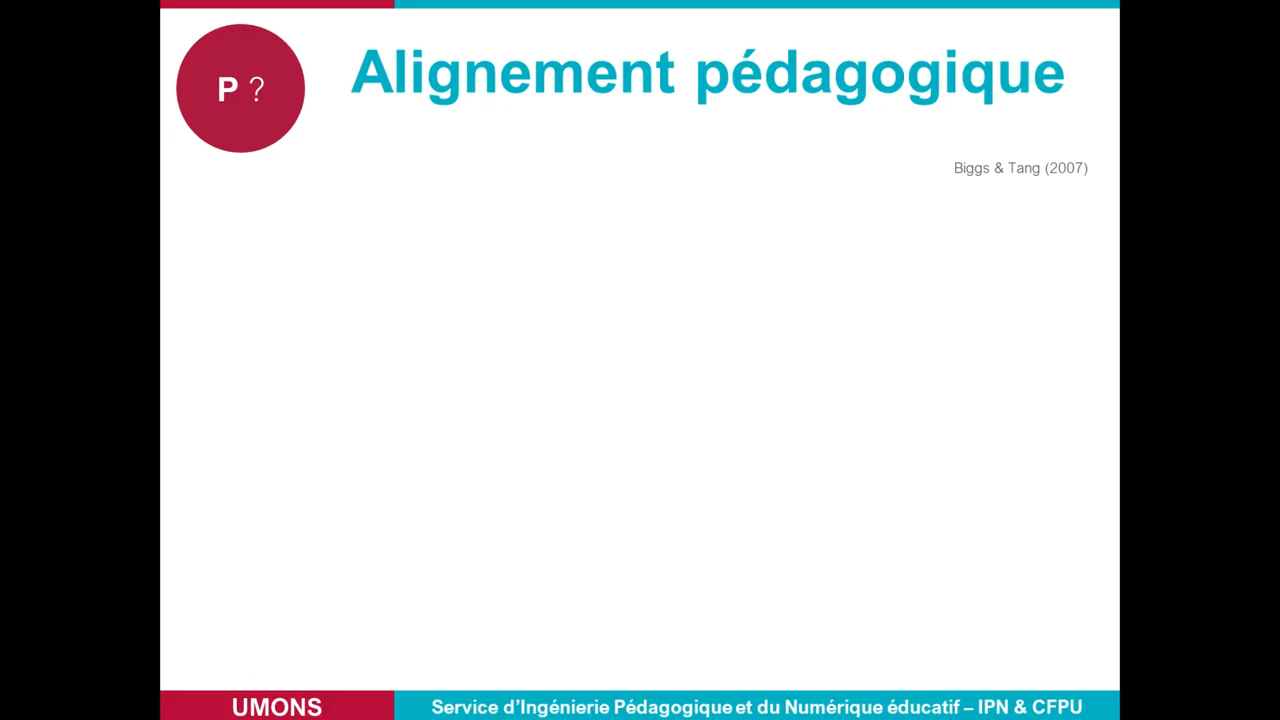 P ?
Alignement pédagogique
Biggs & Tang (2007)
UMONS
Service d’Ingénierie Pédagogique et du Numérique éducatif – IPN & CFPU